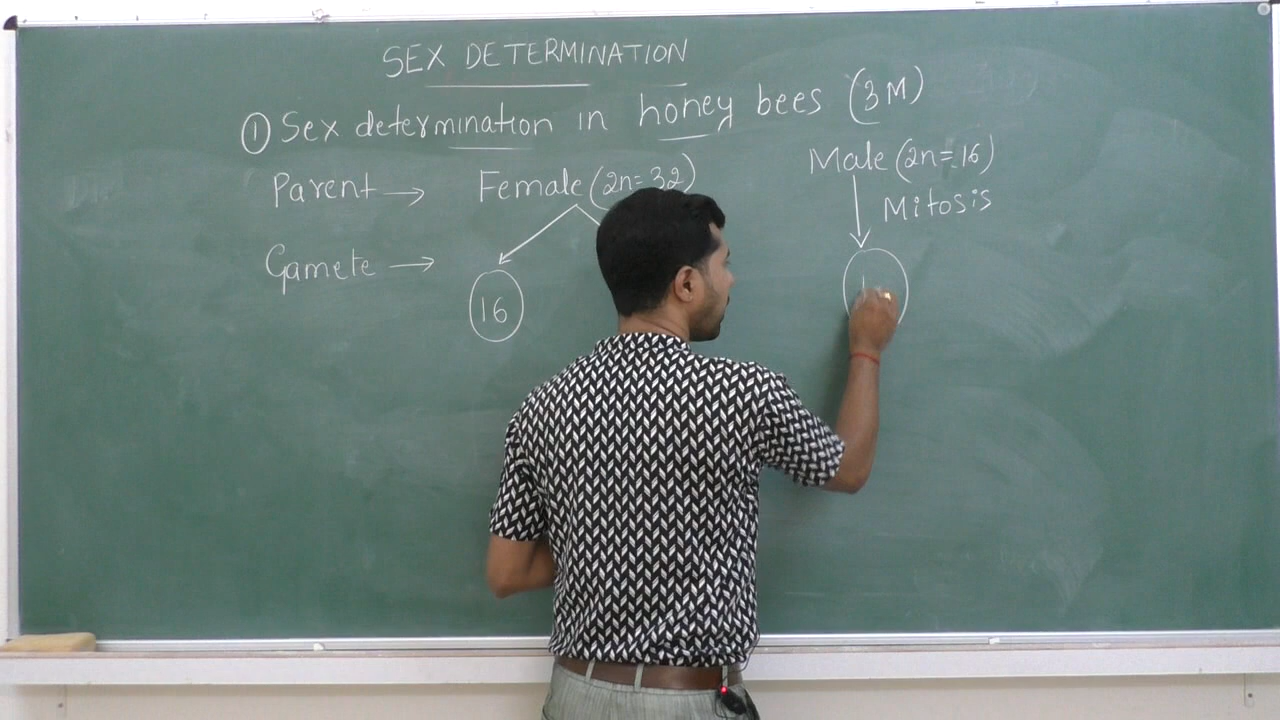 SEX DETERMINATION
① Sex determination in honey bees (3M)
Parent → Female (2n=32) Male (2n=16)
Mitosis
Gamete →
16